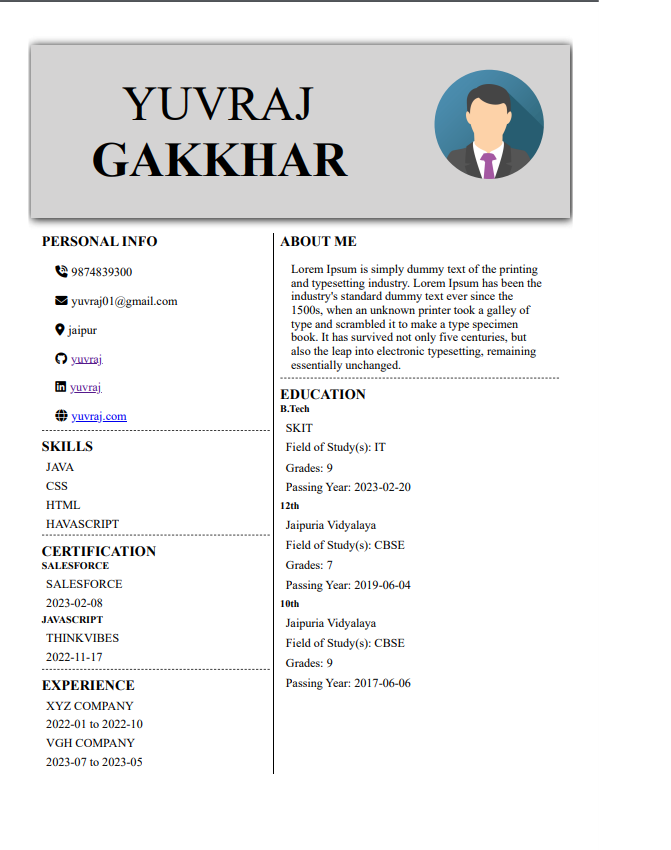 YUVRAJ
GAKKHAR
PERSONAL INFO
9874839300
yuvraj01@gmail.com
jaipur
yuvraj
yuvraj
yuvraj.com
SKILLS
JAVA
CSS
HTML
HAVASCRIPT
CERTIFICATION
SALESFORCE
SALESFORCE
2023-02-08
JAVASCRIPT
THINKVIBES
2022-11-17
EXPERIENCE
XYZ COMPANY
2022-01 to 2022-10
VGH COMPANY
2023-07 to 2023-05
ABOUT ME
Lorem Ipsum is simply dummy text of the printing
and typesetting industry. Lorem Ipsum has been the
industry's standard dummy text ever since the
1500s, when an unknown printer took a galley of
type and scrambled it to make a type specimen
book. It has survived not only five centuries, but
also the leap into electronic typesetting, remaining
essentially unchanged.
EDUCATION
B.Tech
SKIT
Field of Study(s): IT
Grades: 9
Passing Year: 2023-02-20
12th
Jaipuria Vidyalaya
Field of Study(s): CBSE
Grades: 7
Passing Year: 2019-06-04
10th
Jaipuria Vidyalaya
Field of Study(s): CBSE
Grades: 9
Passing Year: 2017-06-06